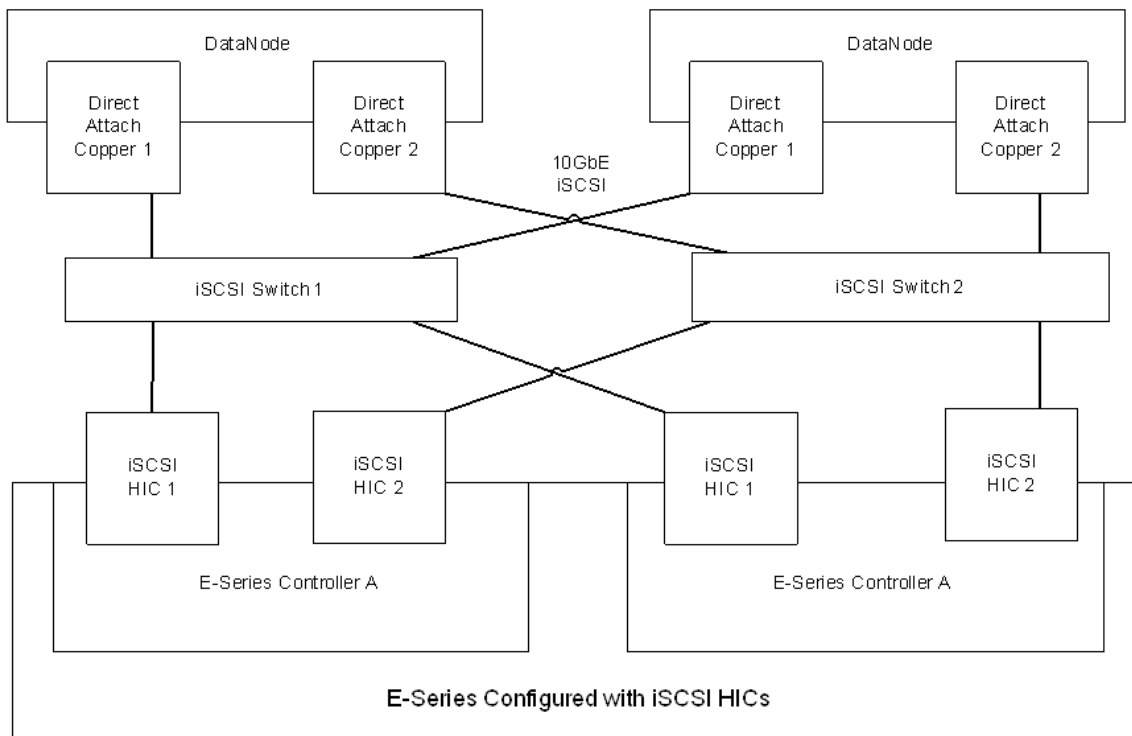 DataNode
DataNode
Direct
Attach
Copper 1
Direct
Attach
Copper 2
Direct
Attach
Copper 1
Direct
Attach
Copper 2
10GbE
iSCSI
iSCSI Switch 1
iSCSI Switch 2
iSCSI
HIC 1
iSCSI
HIC 2
iSCSI
HIC 1
iSCSI
HIC 2
E-Series Controller A
E-Series Controller A
E-Series Configured with iSCSI HICs